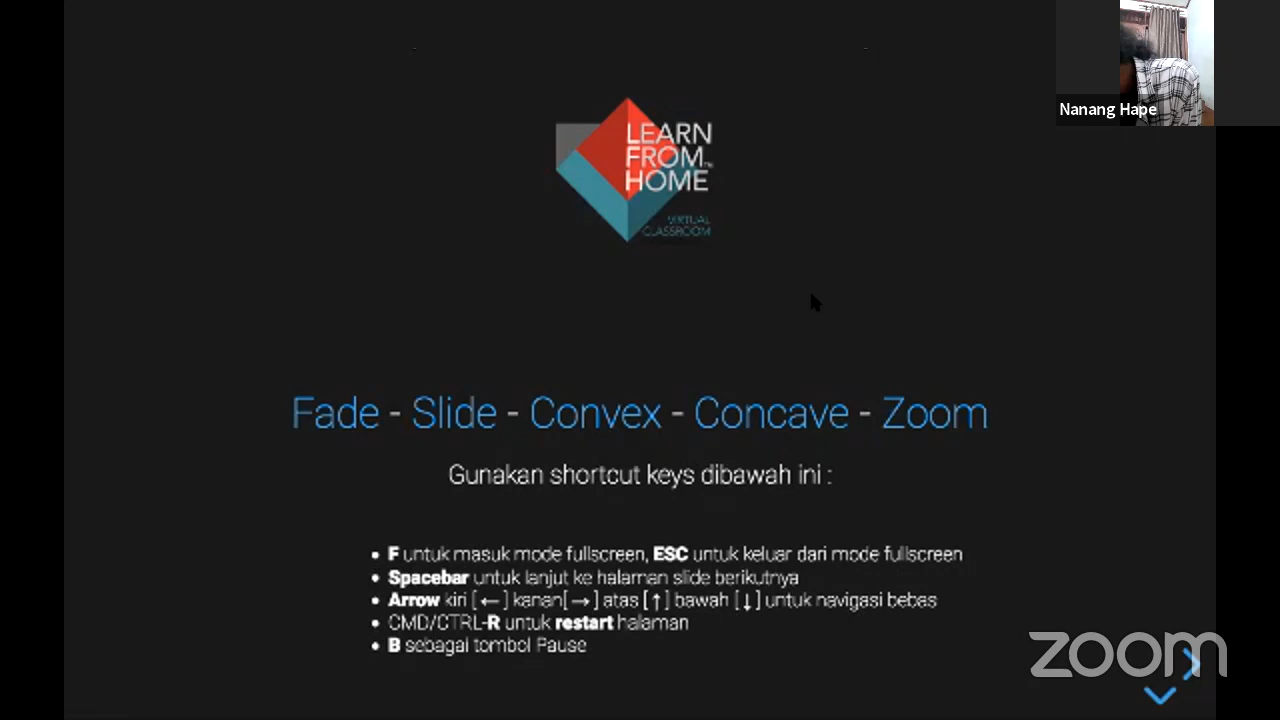 Nanang Hape
LEARN
FROM™
HOME
VIRTUAL
CLASSROOM
Fade - Slide - Convex - Concave - Zoom
Gunakan shortcut keys dibawah ini :
• F untuk masuk mode fullscreen, ESC untuk keluar dari mode fullscreen
• Spacebar untuk lanjut ke halaman slide berikutnya
• Arrow kiri [←] kanan[→] atas [↑] bawah [↓] untuk navigasi bebas
• CMD/CTRL-R untuk restart halaman
• B sebagai tombol Pause
zoom